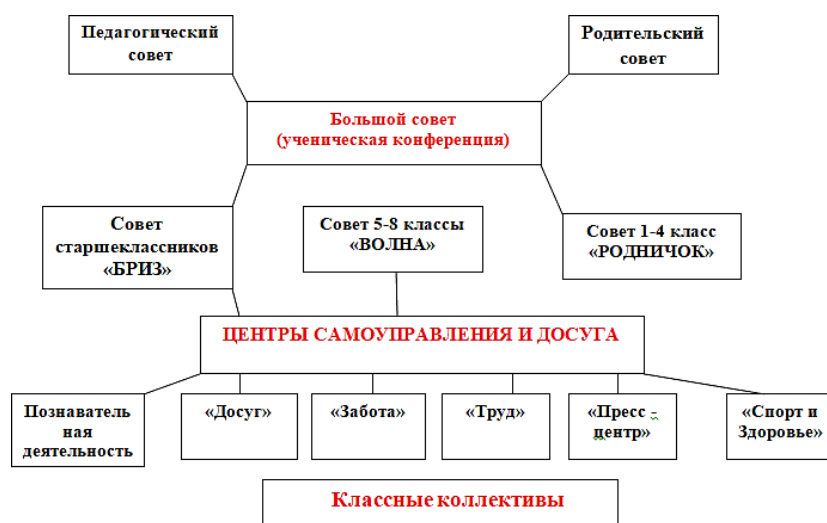 Педагогический
совет
Родительский
совет
Большой совет
(ученическая конференция)
Совет
старшеклассников
«БРИЗ»
Совет 5-8 классы
«ВОЛНА»
Совет 1-4 класс
«РОДНИЧОК»
ЦЕНТРЫ САМОУПРАВЛЕНИЯ И ДОСУГА
Познаватель
ная
деятельность
«Досуг»
«Забота»
«Труд»
«Пресс -
центр»
«Спорт и
Здоровье»
Классные коллективы